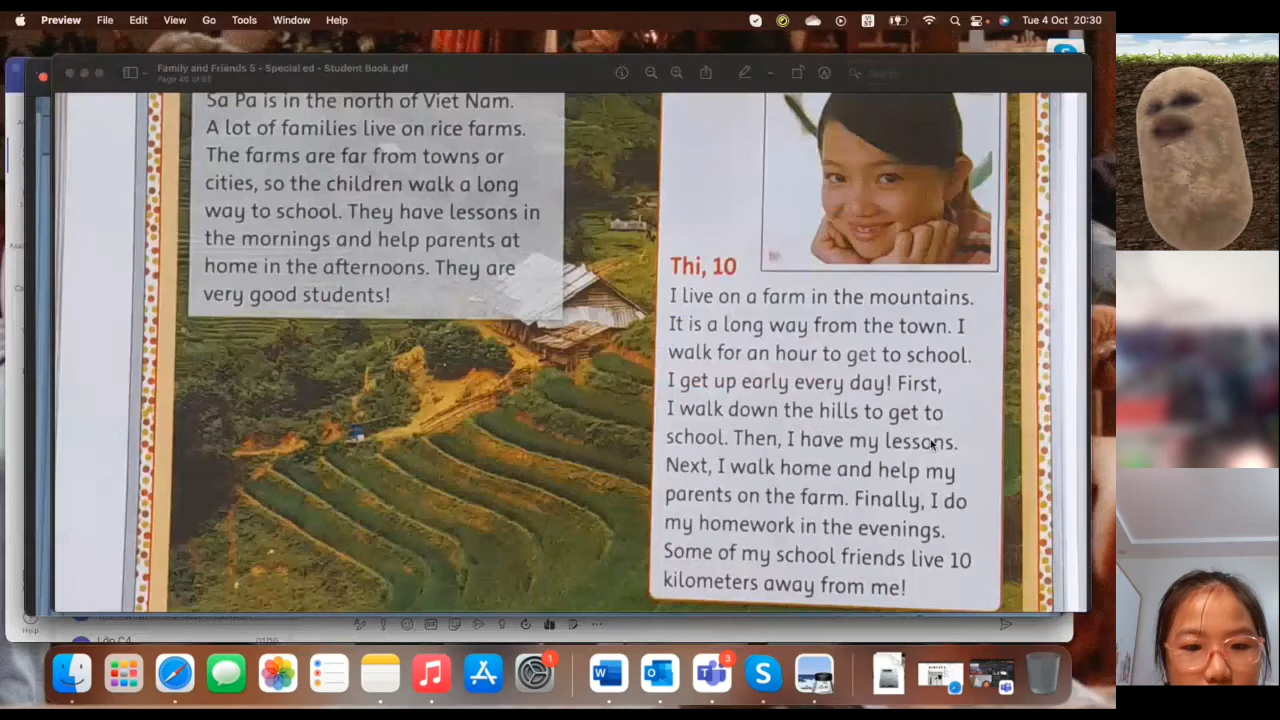 Preview File Edit View Go Tools Window Help
Tue 4 Oct 20:30
Family and Friends 5 - Special ed - Student Book.pdf
Search
Sa Pa is in the north of Viet Nam.
A lot of families live on rice farms.
The farms are far from towns or
cities, so the children walk a long
way to school. They have lessons in
the mornings and help parents at
home in the afternoons. They are
very good students!
Thi, 10
I live on a farm in the mountains.
It is a long way from the town. I
walk for an hour to get to school.
I get up early every day! First,
I walk down the hills to get to
school. Then, I have my lessons.
Next, I walk home and help my
parents on the farm. Finally, I do
my homework in the evenings.
Some of my school friends live 10
kilometers away from me!
Help
1
3